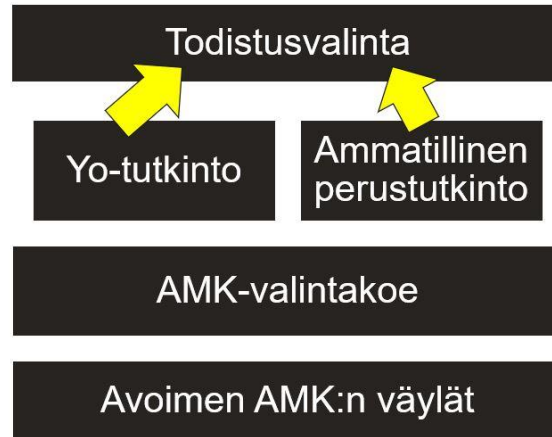 Todistusvalinta
Yo-tutkinto
Ammatillinen
perustutkinto
AMK-valintakoe
Avoimen AMK:n väylät